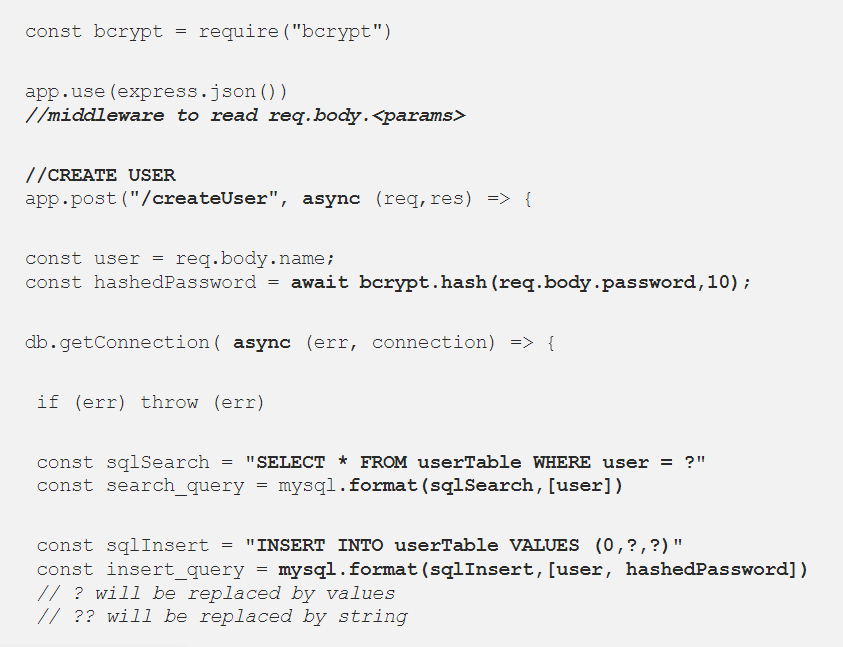 const bcrypt = require("bcrypt")
app.use(express.json())
//middleware to read req.body.<params>
//CREATE USER
app.post("/createUser", async (req,res) => {
const user = req.body.name;
const hashedPassword = await bcrypt.hash(req.body.password,10);
db.getConnection( async (err, connection) => {
if (err) throw (err)
const sqlSearch = "SELECT * FROM userTable WHERE user = ?"
const search_query = mysql.format(sqlSearch,[user])
const sqlInsert = "INSERT INTO userTable VALUES (0,?,?)"
const insert_query = mysql.format(sqlInsert,[user, hashedPassword])
// ? will be replaced by values
// ?? will be replaced by string